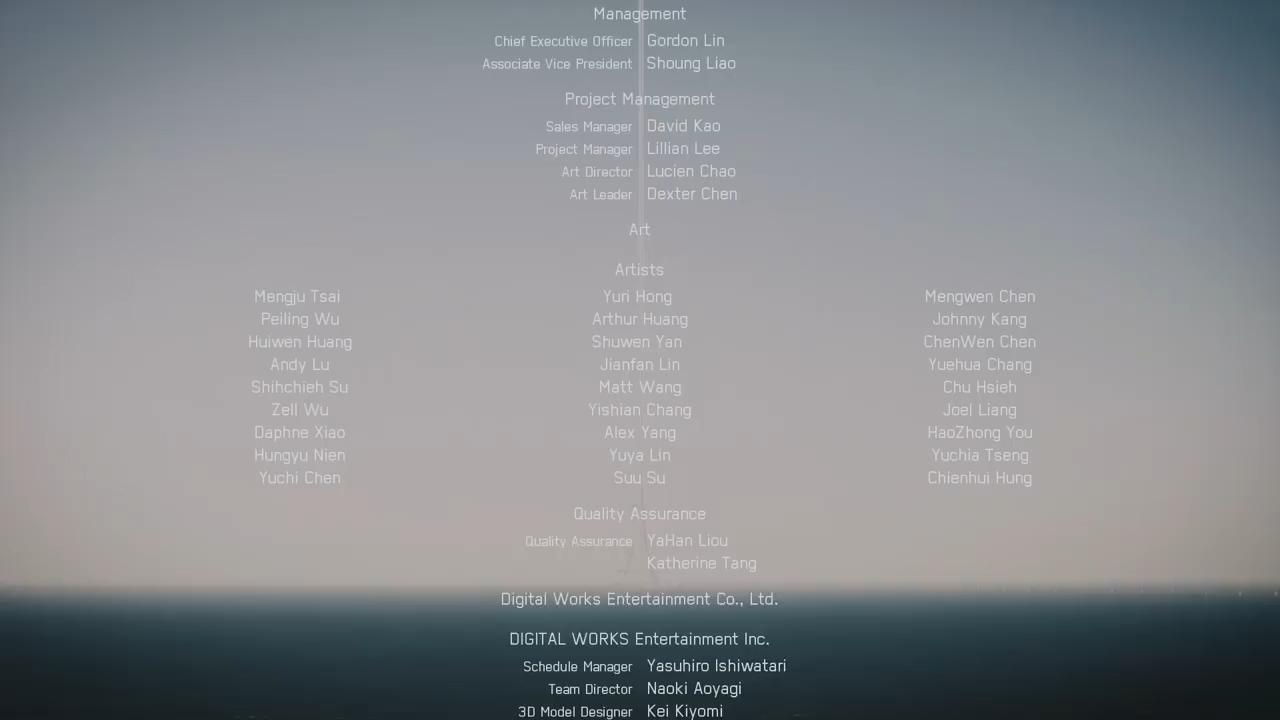 Management
Chief Executive Officer Gordon Lin
Associate Vice President Shoung Liao
Project Management
Sales Manager David Kao
Project Manager Lillian Lee
Art Director Lucien Chao
Art Leader Dexter Chen
Art
Artists
Mengju Tsai Yuri Hong Mengwen Chen
Peiling Wu Arthur Huang Johnny Kang
Huiwen Huang Shuwen Yan ChenWen Chen
Andy Lu Jianfan Lin Yuehua Chang
Shihchieh Su Matt Wang Chu Hsieh
Zell Wu Yishian Chang Joel Liang
Daphne Xiao Alex Yang HaoZhong You
Hungyu Nien Yuya Lin Yuchia Tseng
Yuchi Chen Suu Su Chienhui Hung
Quality Assurance
Quality Assurance YaHan Liou
Katherine Tang
Digital Works Entertainment Co., Ltd.
DIGITAL WORKS Entertainment Inc.
Schedule Manager Yasuhiro Ishiwatari
Team Director Naoki Aoyagi
3D Model Designer Kei Kiyomi